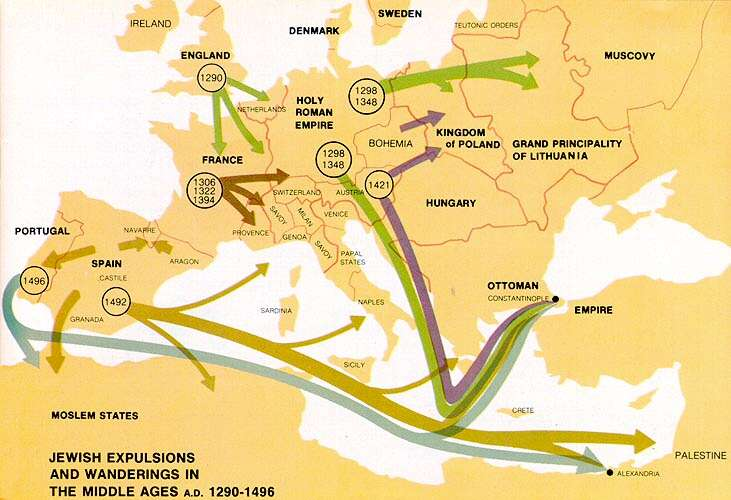 IRELAND
SWEDEN
DENMARK
TEUTONIC ORDERS
ENGLAND
1290
MUSCOVY
NETHERLANDS
HOLY
ROMAN
EMPIRE
1298
1348
KINGDOM
of POLAND
BOHEMIA
GRAND PRINCIPALITY
OF LITHUANIA
FRANCE
1298
1348
1306
1322
1394
1421
SWITZERLAND
AUSTRIA
HUNGARY
SAVOY
MILAN
VENICE
PROVENCE
GENOA
SAVOY
PAPAL
STATES
PORTUGAL
NAVARRE
ARAGON
SPAIN
CASTILE
1496
1492
GRANADA
OTTOMAN
CONSTANTINOPLE
EMPIRE
SARDINIA
NAPLES
SICILY
CRETE
MOSLEM STATES
PALESTINE
ALEXANDRIA
JEWISH EXPULSIONS
AND WANDERINGS IN
THE MIDDLE AGES A.D. 1290-1496